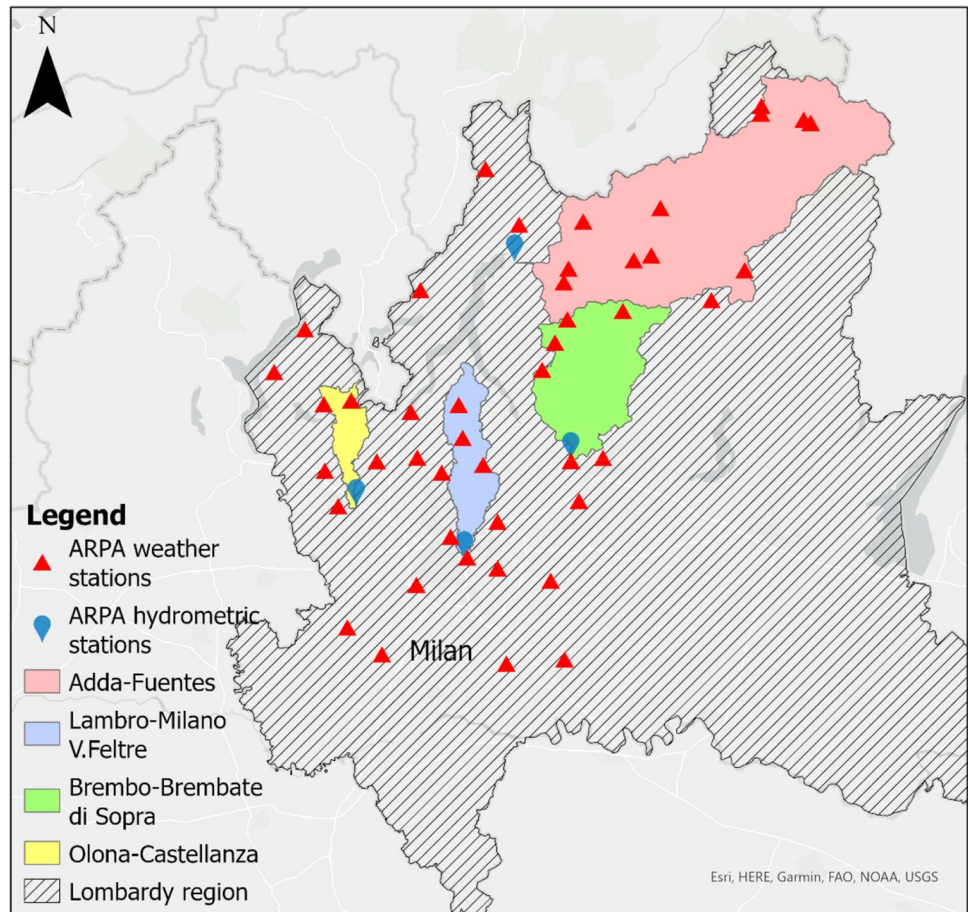 N
Milan
Legend
ARPA weather
stations
ARPA hydrometric
stations
Adda-Fuentes
Lambro-Milano
V.Feltre
Brembo-Brembate
di Sopra
Olona-Castellanza
Lombardy region
Esri, HERE, Garmin, FAO, NOAA, USGS